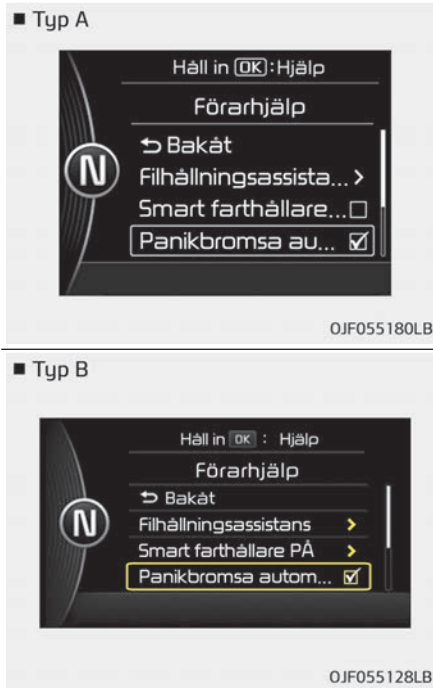 ■ Typ A
Håll in OK:Hjälp
Förarhjälp
Bakåt
Filhållningsassista...>
Smart farthållare...
Panikbromsa au...
N
OJF055180LB
■ Typ B
Håll in OK : Hjälp
Förarhjälp
Bakåt
Filhållningsassistans >
Smart farthållare PÅ >
Panikbromsa autom...
N
OJF055128LB